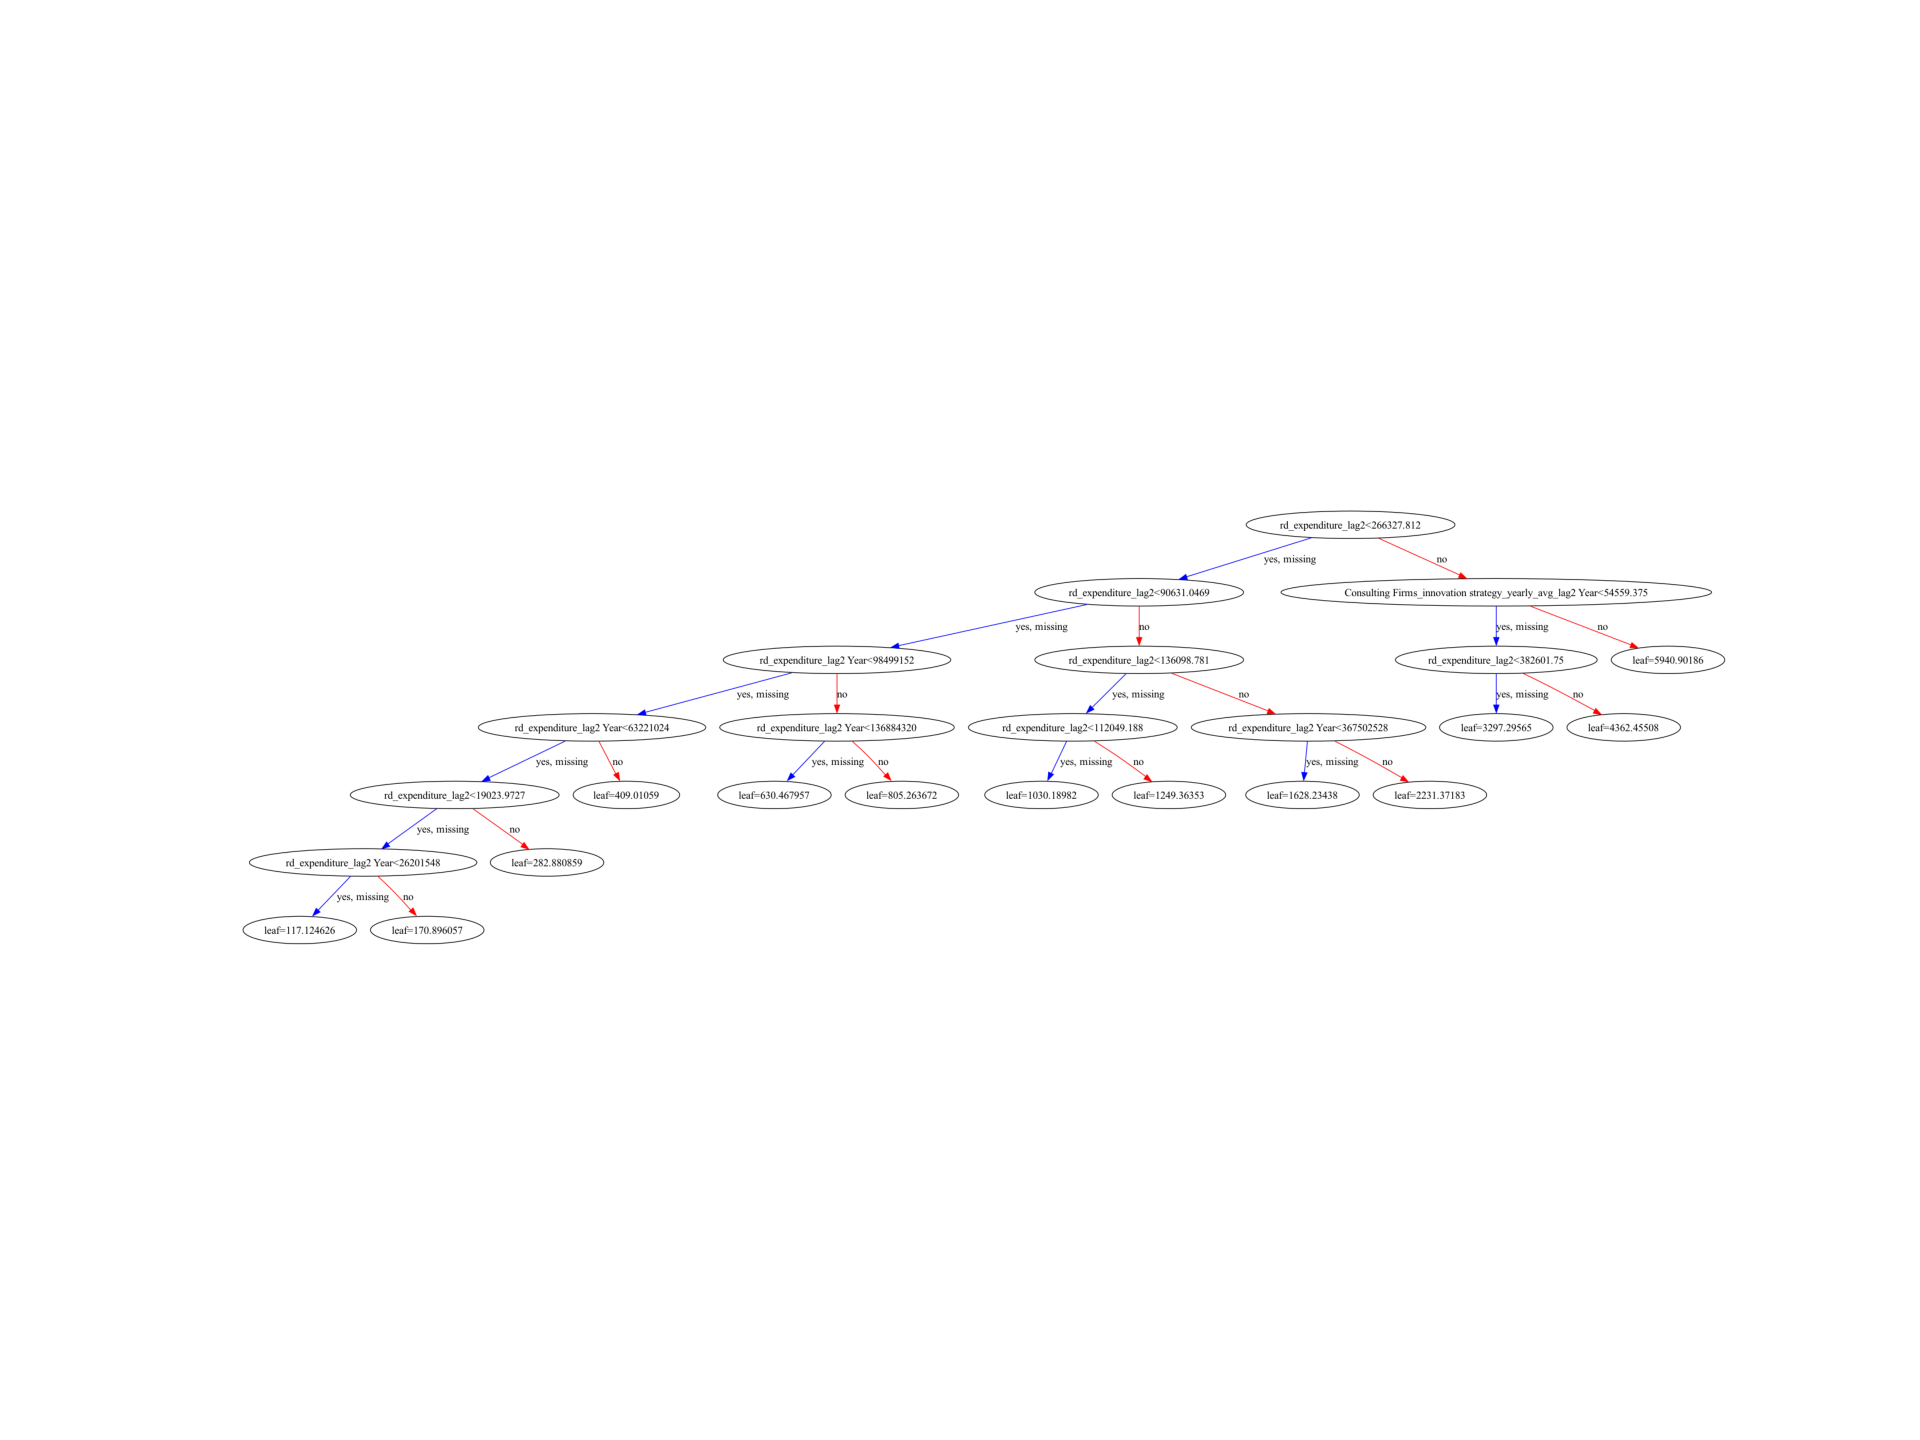 rd_expenditure_lag2<266327.812
yes, missing
no
rd_expenditure_lag2<90631.0469
Consulting Firms_innovation strategy_yearly_avg_lag2 Year<54559.375
yes, missing
no
yes, missing
no
rd_expenditure_lag2 Year<98499152
rd_expenditure_lag2<136098.781
rd_expenditure_lag2<382601.75
leaf=5940.90186
yes, missing
no
yes, missing
no
yes, missing
no
rd_expenditure_lag2 Year<63221024
rd_expenditure_lag2 Year<136884320
rd_expenditure_lag2<112049.188
rd_expenditure_lag2 Year<367502528
leaf=3297.29565
leaf=4362.45508
yes, missing
no
yes, missing
no
yes, missing
no
yes, missing
no
rd_expenditure_lag2<19023.9727
leaf=409.01059
leaf=630.467957
leaf=805.263672
leaf=1030.18982
leaf=1249.36353
leaf=1628.23438
leaf=2231.37183
yes, missing
no
rd_expenditure_lag2 Year<26201548
leaf=282.880859
yes, missing
no
leaf=117.124626
leaf=170.896057